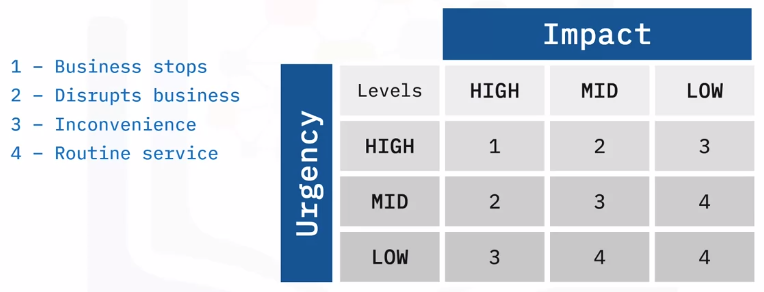 1 – Business stops
2 – Disrupts business
3 – Inconvenience
4 – Routine service
Impact
Urgency
Levels HIGH MID LOW
HIGH 1 2 3
MID 2 3 4
LOW 3 4 4